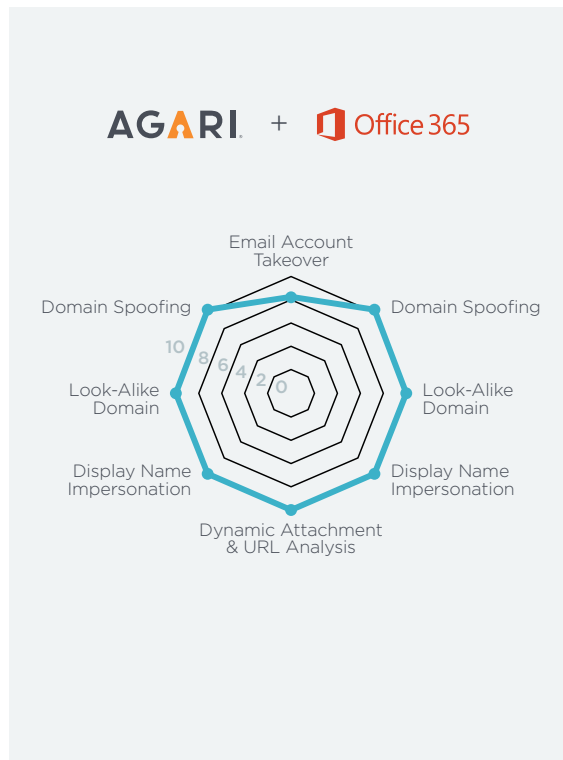 AGARI. + Office 365
Email Account
Takeover
Domain Spoofing
Domain Spoofing
10
8
6
4
2
0
Look-Alike
Domain
Look-Alike
Domain
Display Name
Impersonation
Display Name
Impersonation
Dynamic Attachment
& URL Analysis